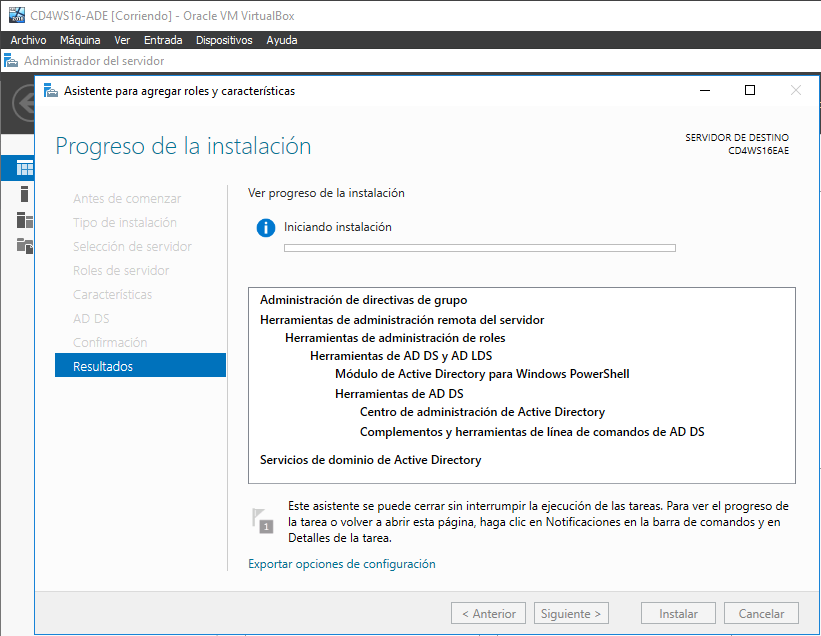 CD4WS16-ADE [Corriendo] - Oracle VM VirtualBox
Archivo Máquina Ver Entrada Dispositivos Ayuda
Administrador del servidor
Asistente para agregar roles y características
Progreso de la instalación
SERVIDOR DE DESTINO
CD4WS16EAE
Antes de comenzar
Tipo de instalación
Selección de servidor
Roles de servidor
Características
AD DS
Confirmación
Resultados
Ver progreso de la instalación
Iniciando instalación
Administración de directivas de grupo
Herramientas de administración remota del servidor
Herramientas de administración de roles
Herramientas de AD DS y AD LDS
Módulo de Active Directory para Windows PowerShell
Herramientas de AD DS
Centro de administración de Active Directory
Complementos y herramientas de línea de comandos de AD DS
Servicios de dominio de Active Directory
1
Este asistente se puede cerrar sin interrumpir la ejecución de las tareas. Para ver el progreso de
la tarea o volver a abrir esta página, haga clic en Notificaciones en la barra de comandos y en
Detalles de la tarea.
Exportar opciones de configuración
< Anterior Siguiente > Instalar Cancelar